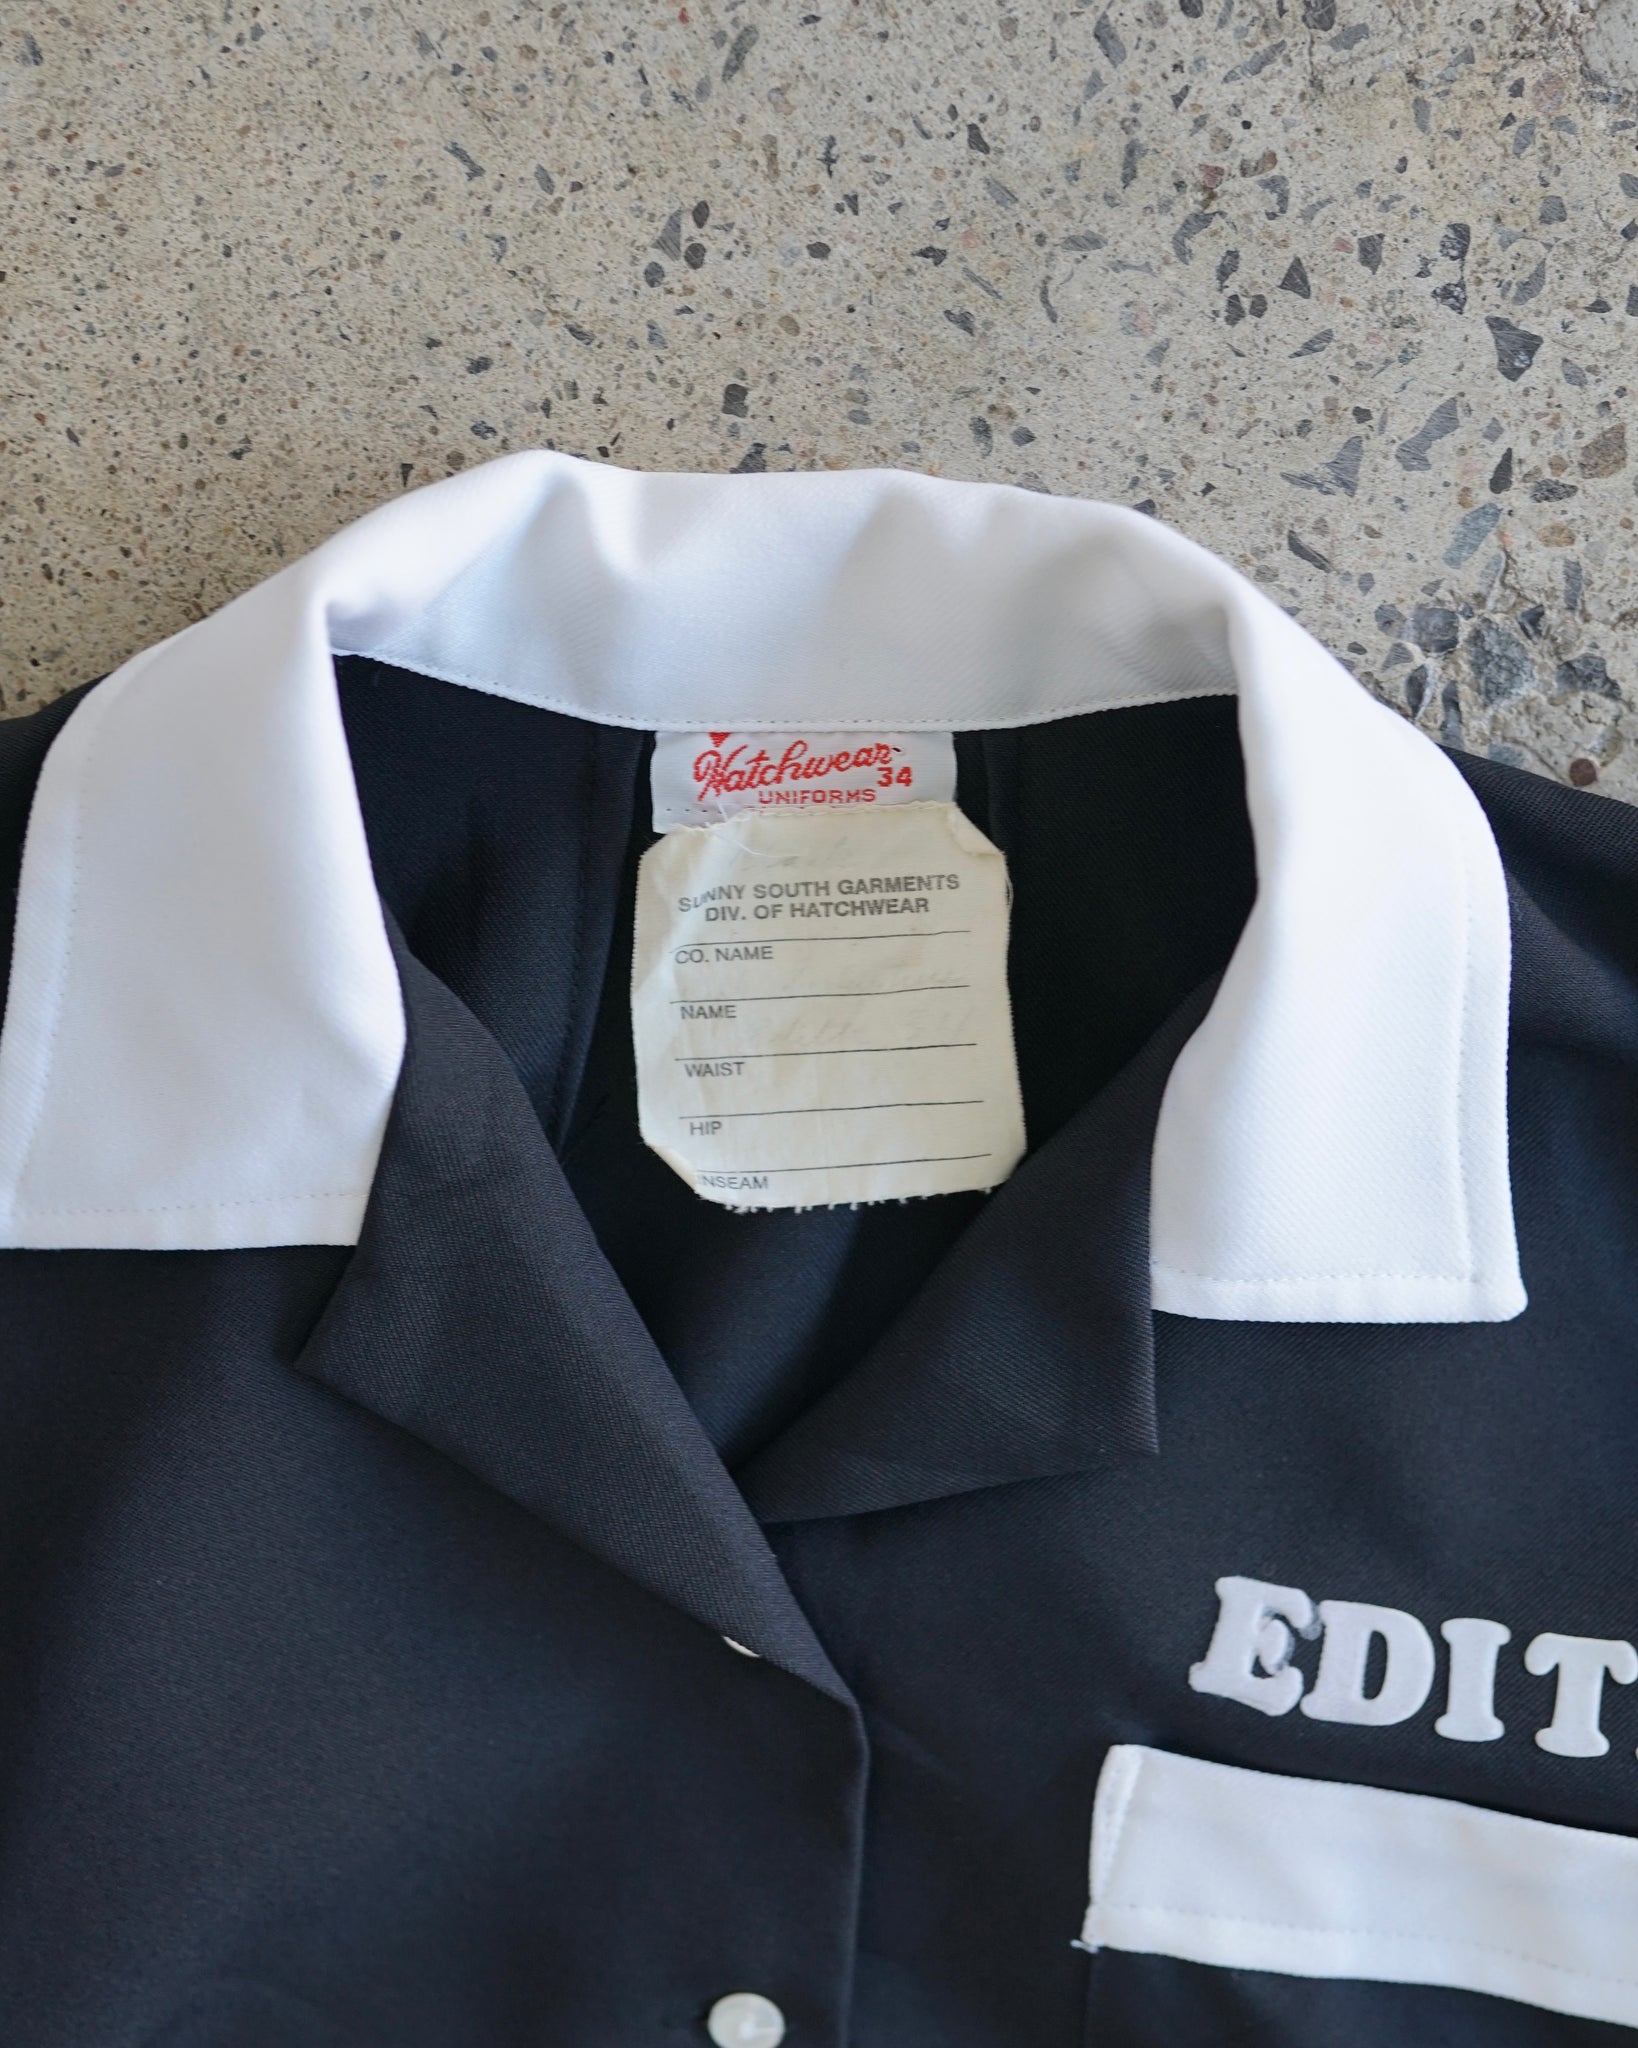 Hatchwear
34
UNIFORMS
SUNNY SOUTH GARMENTS
DIV. OF HATCHWEAR
CO. NAME
NAME
WAIST
HIP
INSEAM
EDIT